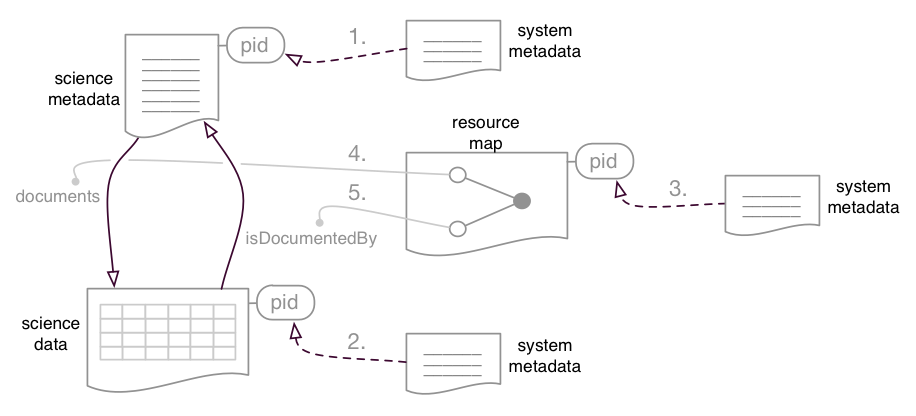 pid
1.
system
metadata
science
metadata
resource
map
4.
pid
3.
system
metadata
documents
5.
isDocumentedBy
science
data
pid
2.
system
metadata